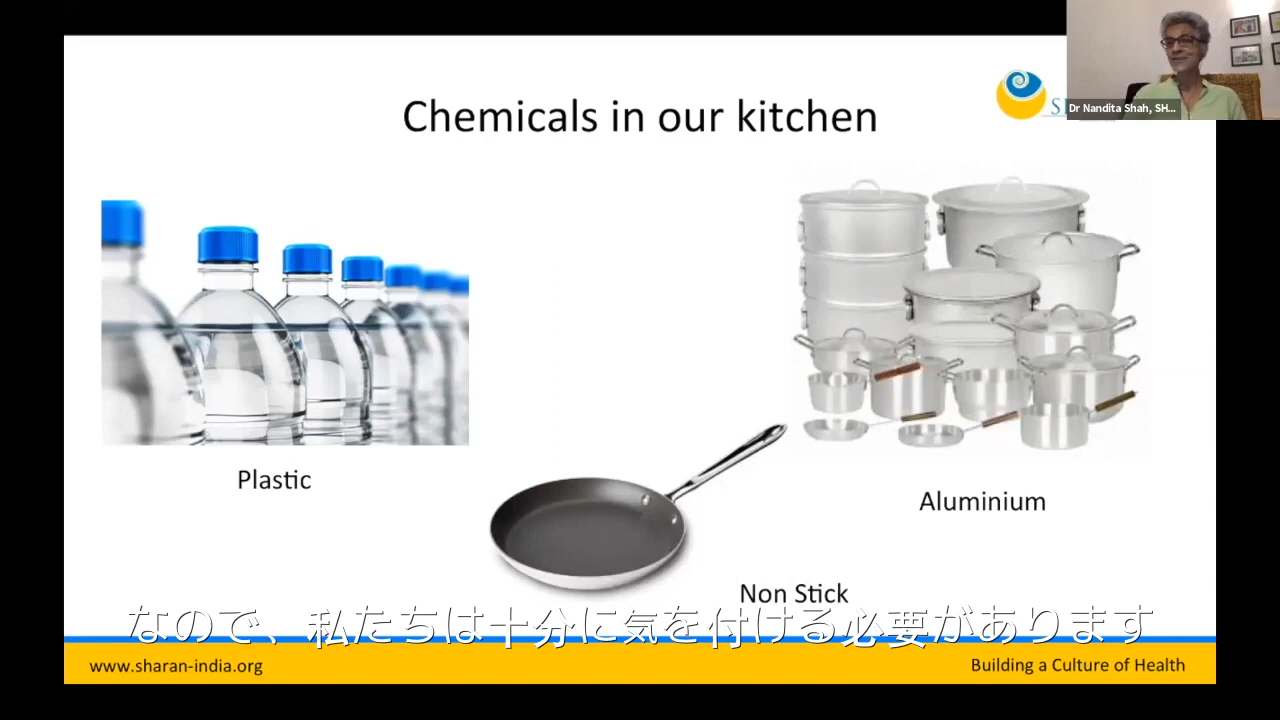 Chemicals in our kitchen
Dr Nandita Shah, SH...
Plastic
Aluminium
Non Stick
なので、私たちは十分に気を付ける必要があります
www.sharan-india.org
Building a Culture of Health